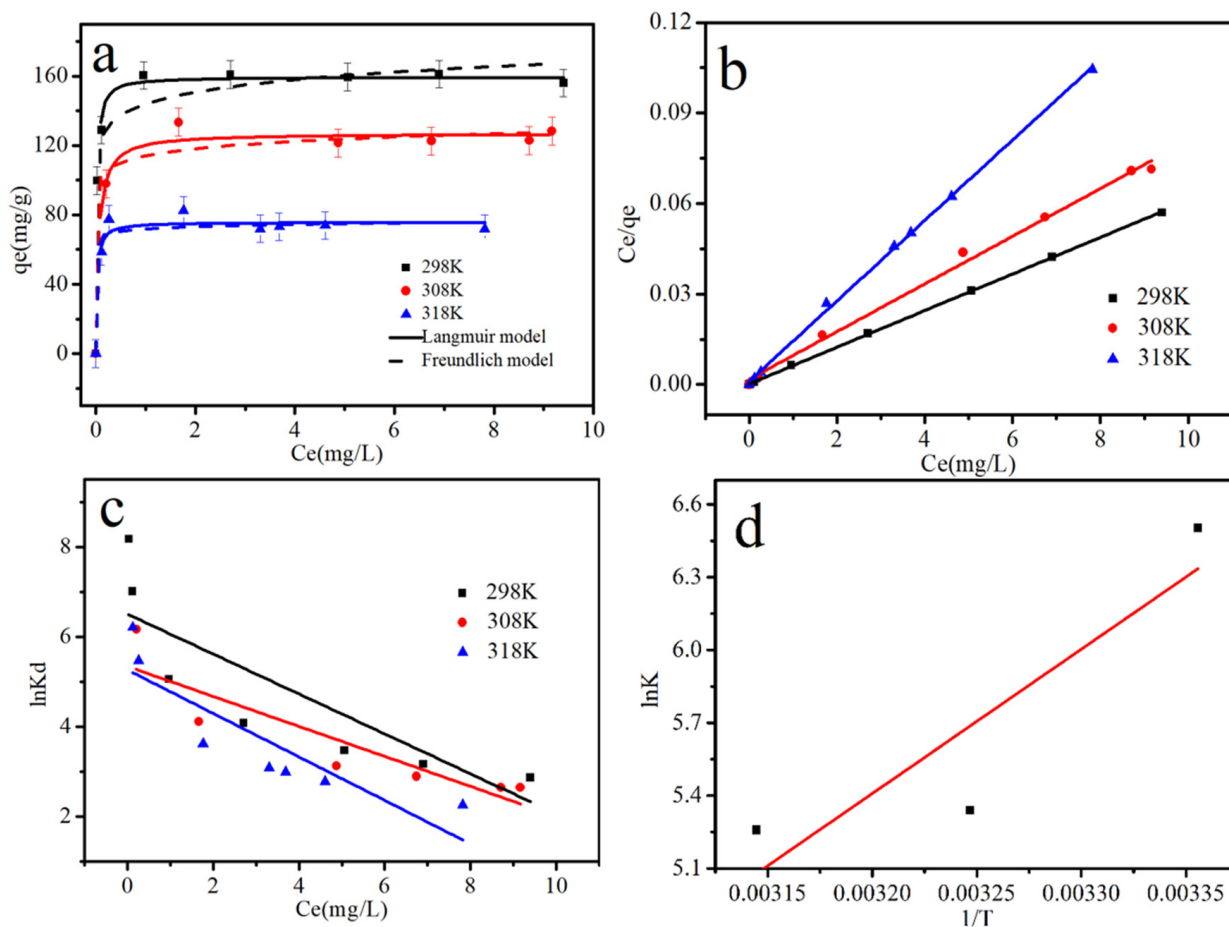 a
160
120
80
40
0
qe(mg/g)
298K
308K
318K
Langmuir model
Freundlich model
0 2 4 6 8 10
Ce(mg/L)
b
0.12
0.09
0.06
0.03
0.00
Ce/qe
298K
308K
318K
0 2 4 6 8 10
Ce(mg/L)
c
8
6
4
2
lnKd
298K
308K
318K
0 2 4 6 8 10
Ce(mg/L)
d
6.6
6.3
6.0
5.7
5.4
5.1
lnK
0.00315 0.00320 0.00325 0.00330 0.00335
1/T